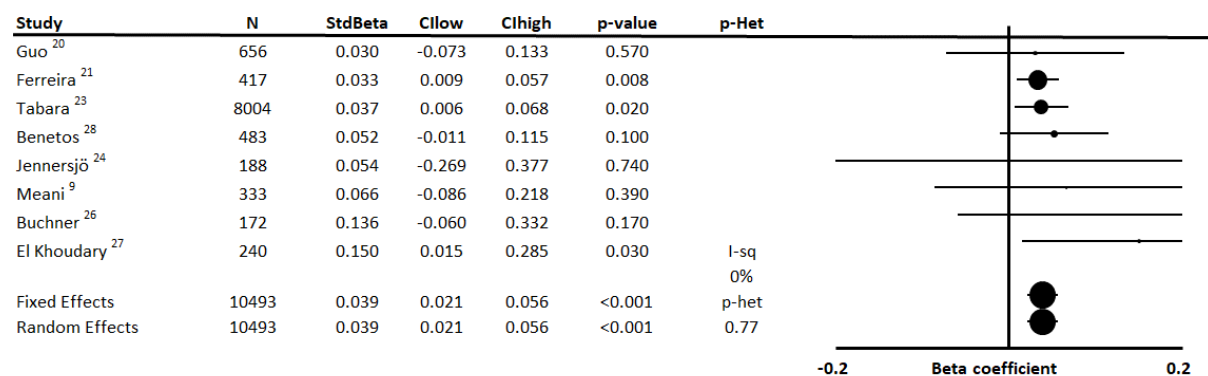 Study N StdBeta CIlow CIhigh p-value p-Het
Guo 20 656 0.030 -0.073 0.133 0.570
Ferreira 21 417 0.033 0.009 0.057 0.008
Tabara 23 8004 0.037 0.006 0.068 0.020
Benetos 28 483 0.052 -0.011 0.115 0.100
Jennersjö 24 188 0.054 -0.269 0.377 0.740
Meani 9 333 0.066 -0.086 0.218 0.390
Buchner 26 172 0.136 -0.060 0.332 0.170
El Khoudary 27 240 0.150 0.015 0.285 0.030 I-sq
0%
Fixed Effects 10493 0.039 0.021 0.056 <0.001 p-het
Random Effects 10493 0.039 0.021 0.056 <0.001 0.77
-0.2 Beta coefficient 0.2